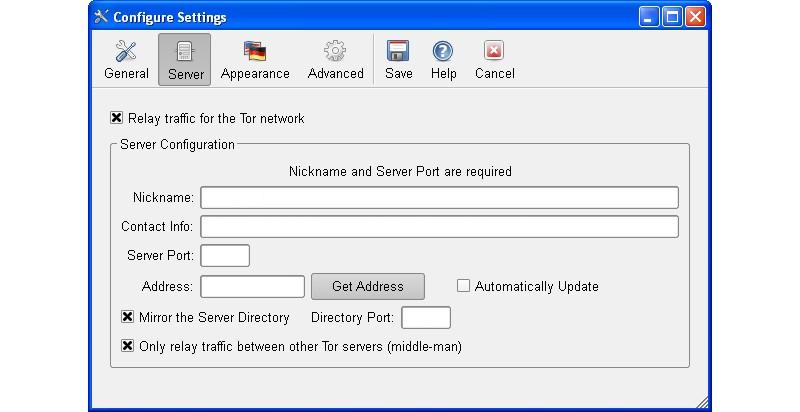 Configure Settings
General Server Appearance Advanced Save Help Cancel
Relay traffic for the Tor network
Server Configuration
Nickname and Server Port are required
Nickname:
Contact Info:
Server Port:
Address: Get Address Automatically Update
Mirror the Server Directory Directory Port:
Only relay traffic between other Tor servers (middle-man)